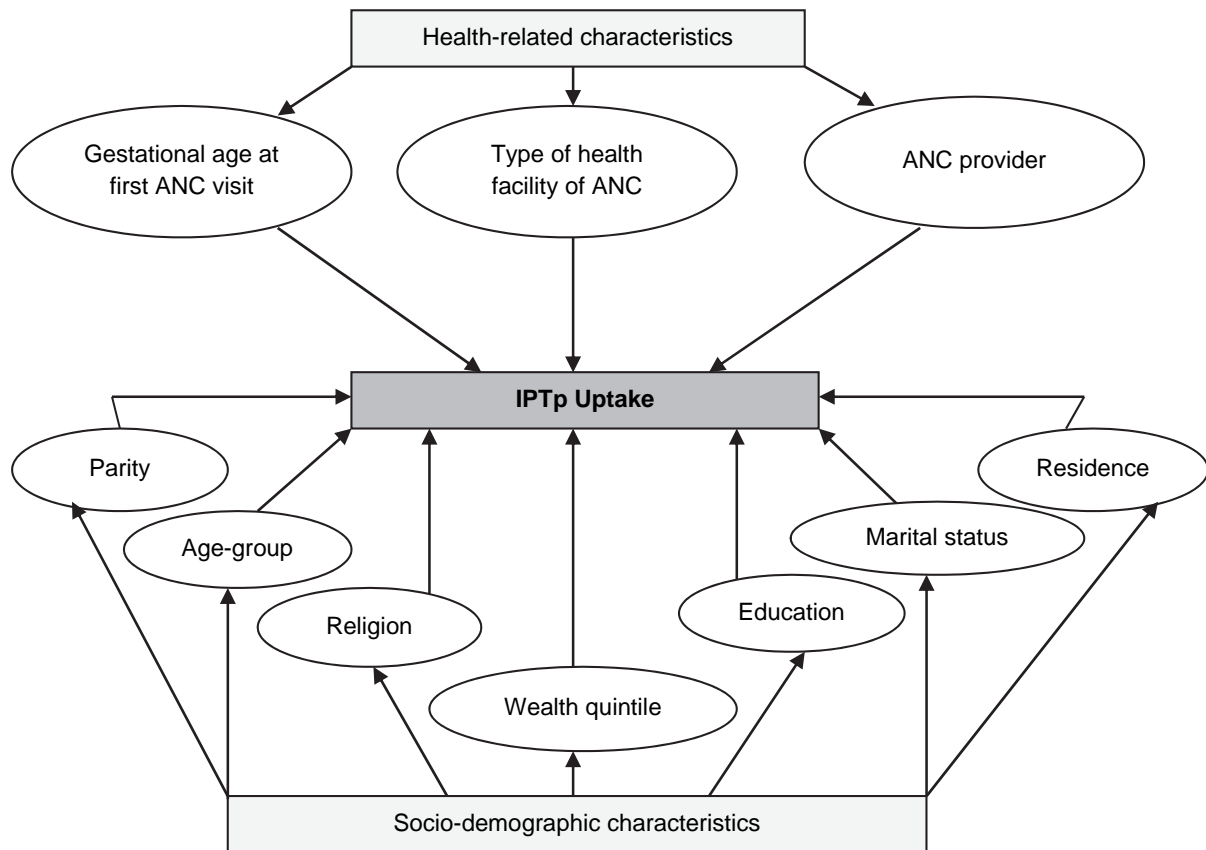 Health-related characteristics
Gestational age at
first ANC visit
Type of health
facility of ANC
ANC provider
IPTp Uptake
Parity
Residence
Age-group
Marital status
Religion
Education
Wealth quintile
Socio-demographic characteristics